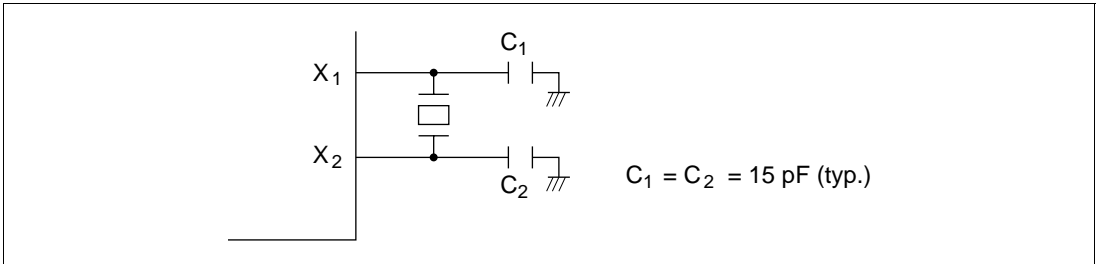 C1
X1
X2
C2
C1 = C2 = 15 pF (typ.)